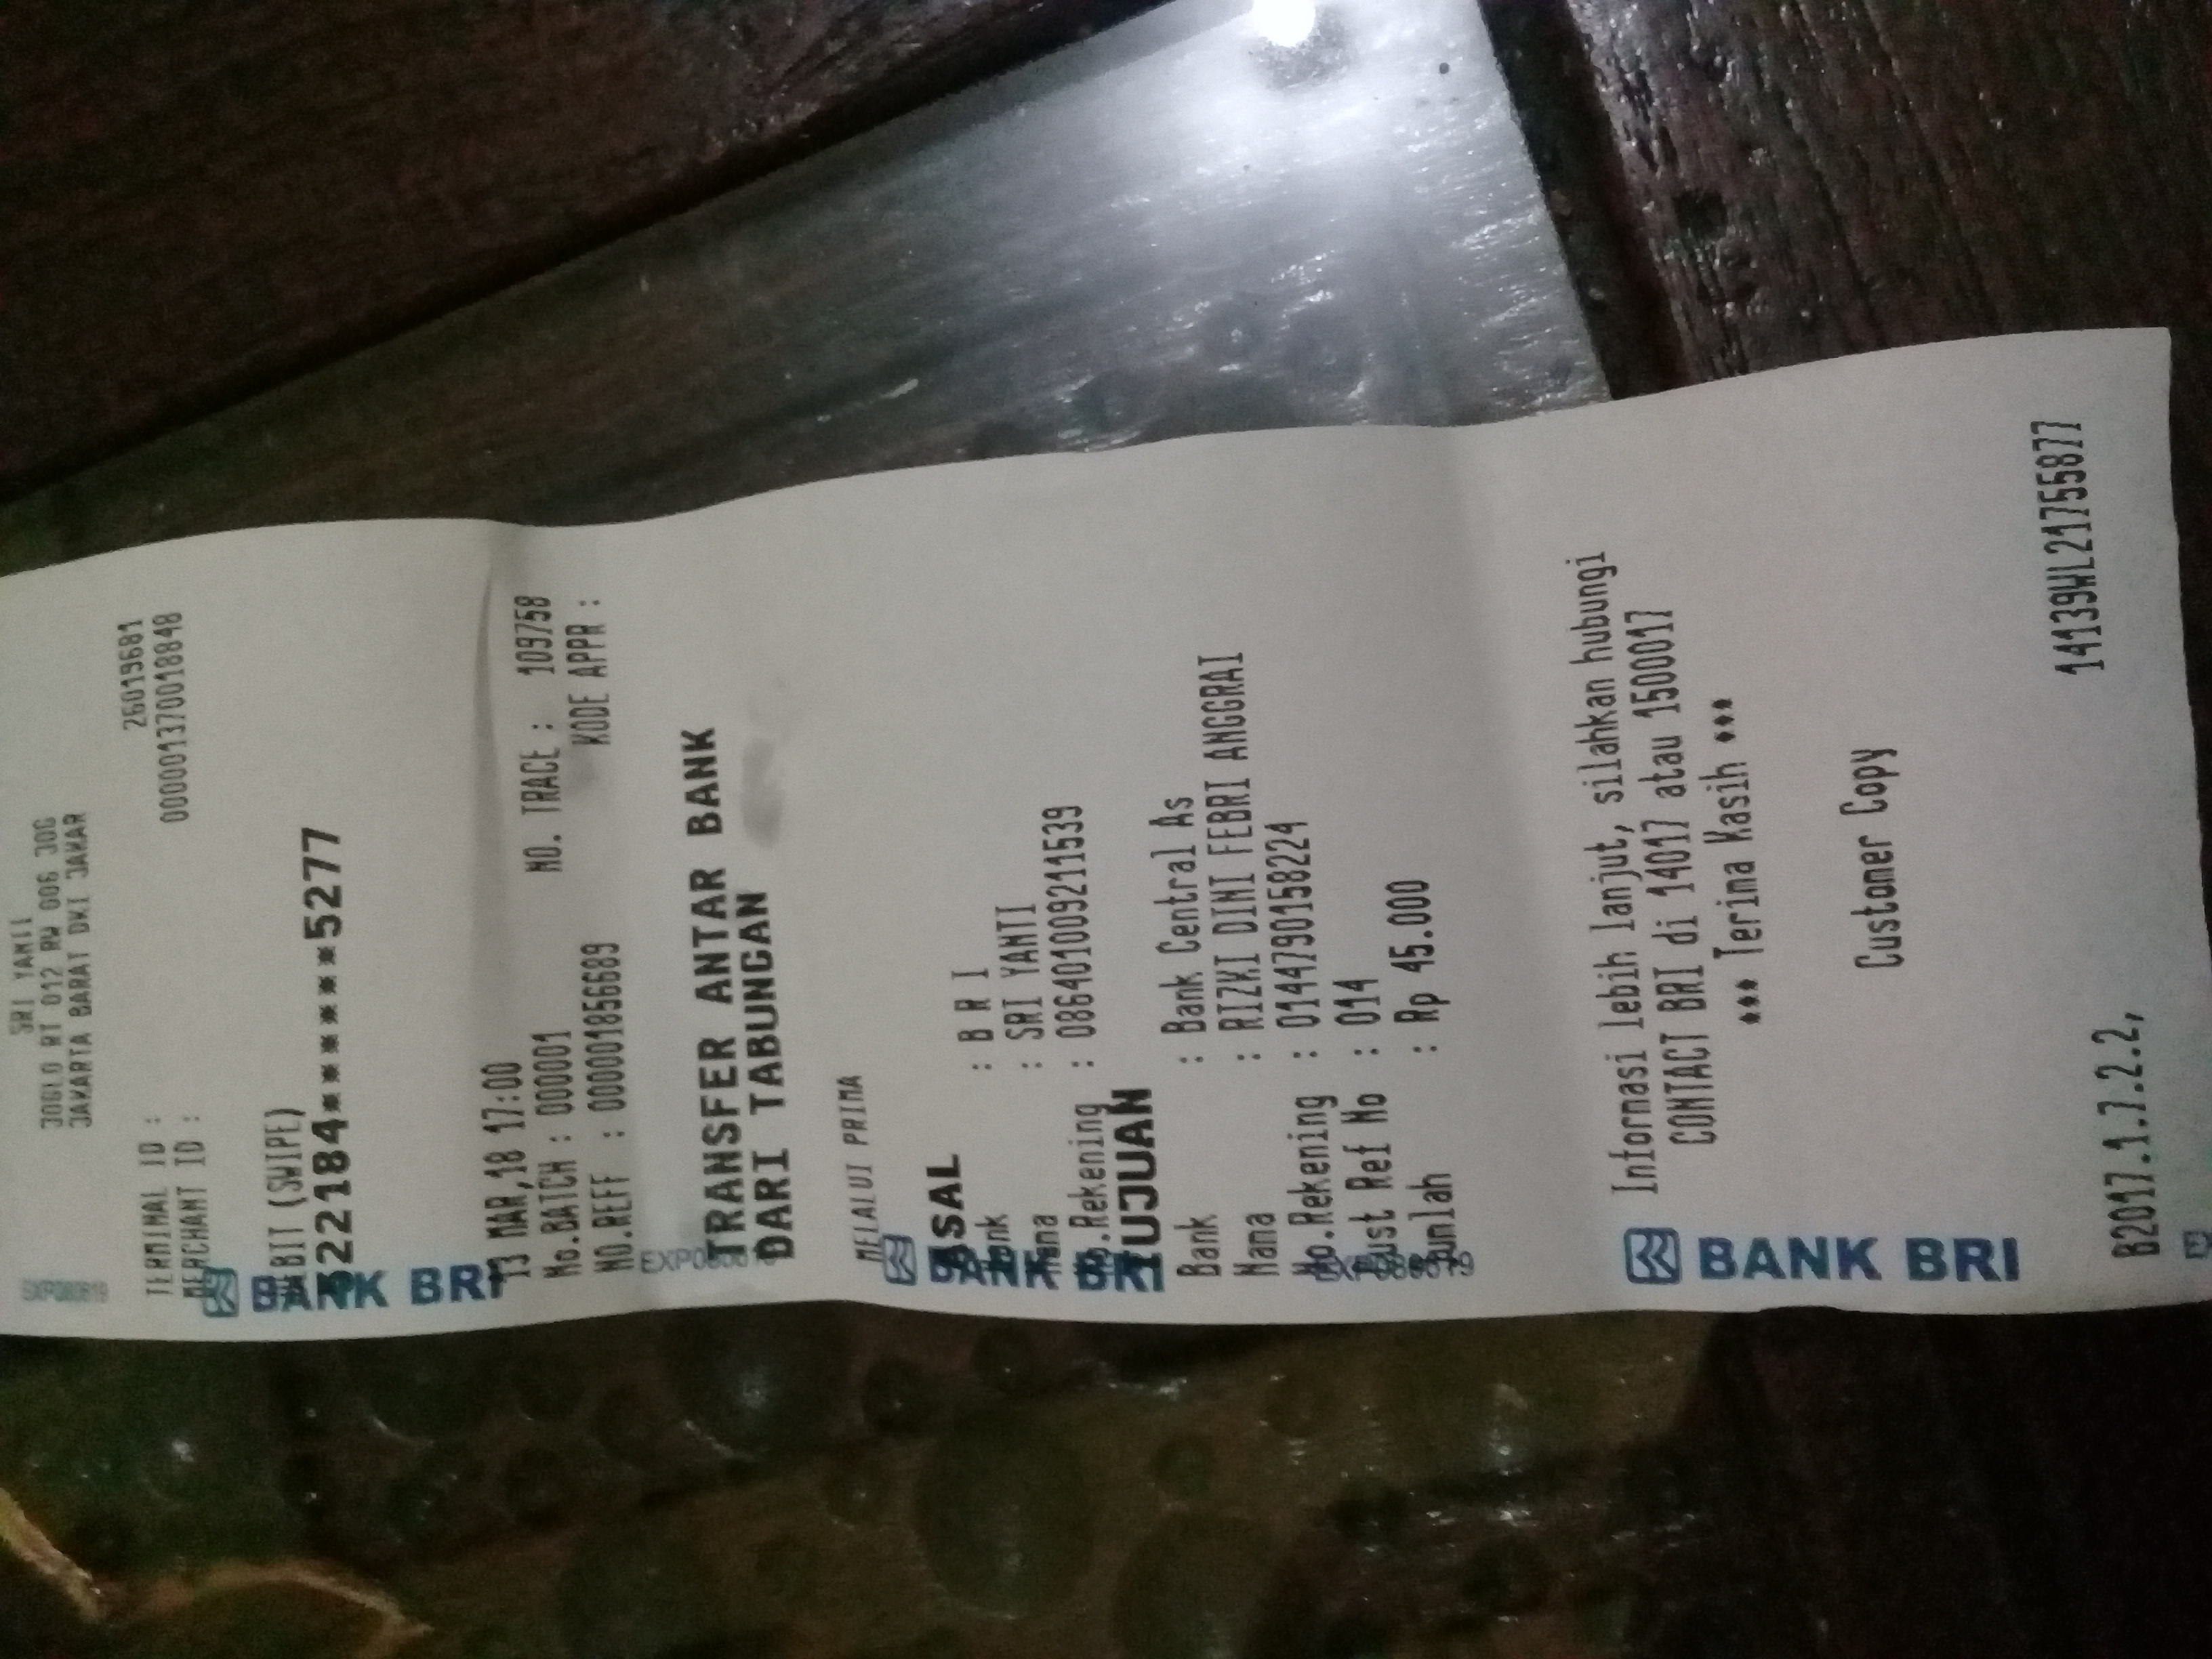 SRI YANTI
JOGLO RT 012 RW 006 JOG
JAKARTA BARAT DKI JAKAR
TERMINAL ID : 26019681
MERCHANT ID : 000001370018848
DEBIT (SWIPE)
522184******5277
13 MAR,18 17:00
No.BATCH : 000001 NO. TRACE : 109758
NO.REFF : 000001856689 KODE APPR :
TRANSFER ANTAR BANK
DARI TABUNGAN
MELALUI PRIMA
ASAL
Bank : B R I
Nama : SRI YANTI
No.Rekening : 086401009211539
TUJUAN
Bank : Bank Central As
Nama : RIZKI DINI FEBRI ANGGRAI
No.Rekening : 0144790158224
Cust Ref No : 014
Jumlah : Rp 45.000
Informasi lebih lanjut, silahkan hubungi
CONTACT BRI di 14017 atau 1500017
*** Terima Kasih ***
Customer Copy
14139WL21755877
B2017.1.7.2.2,
BANK BRI
BANK BRI
BANK BRI